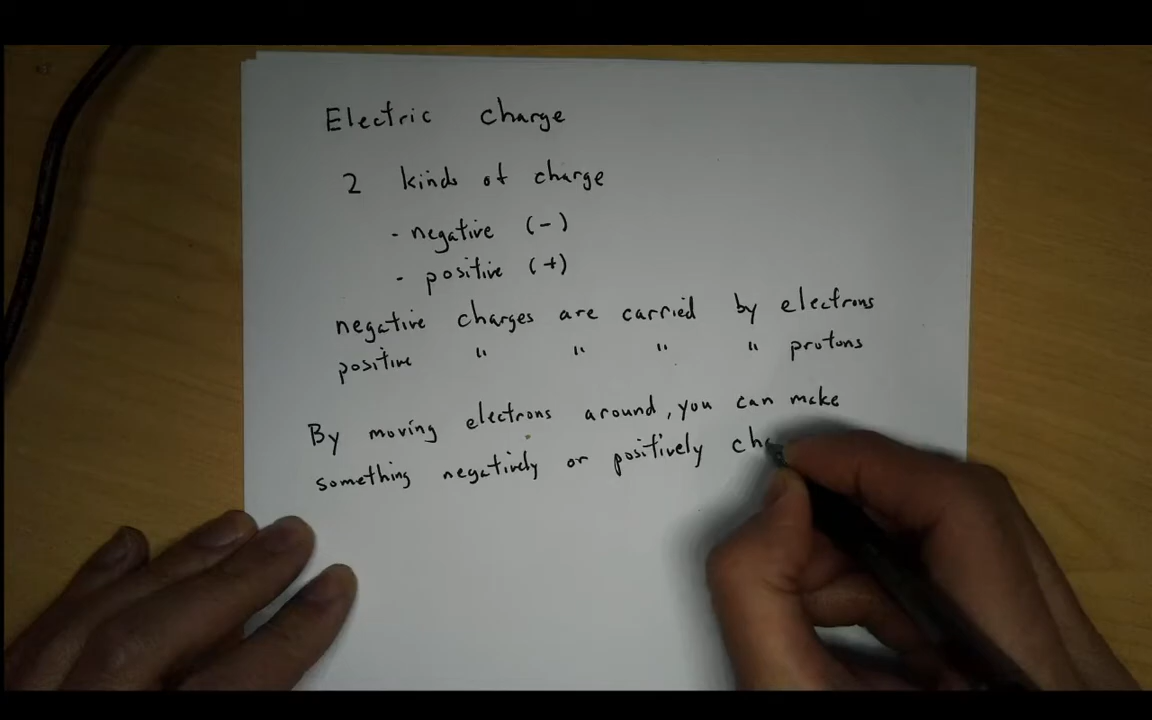 Electric charge
2 kinds of charge
- negative (-)
- positive (+)
negative charges are carried by electrons
positive " " " " protons
By moving electrons around, you can make
something negatively or positively cha